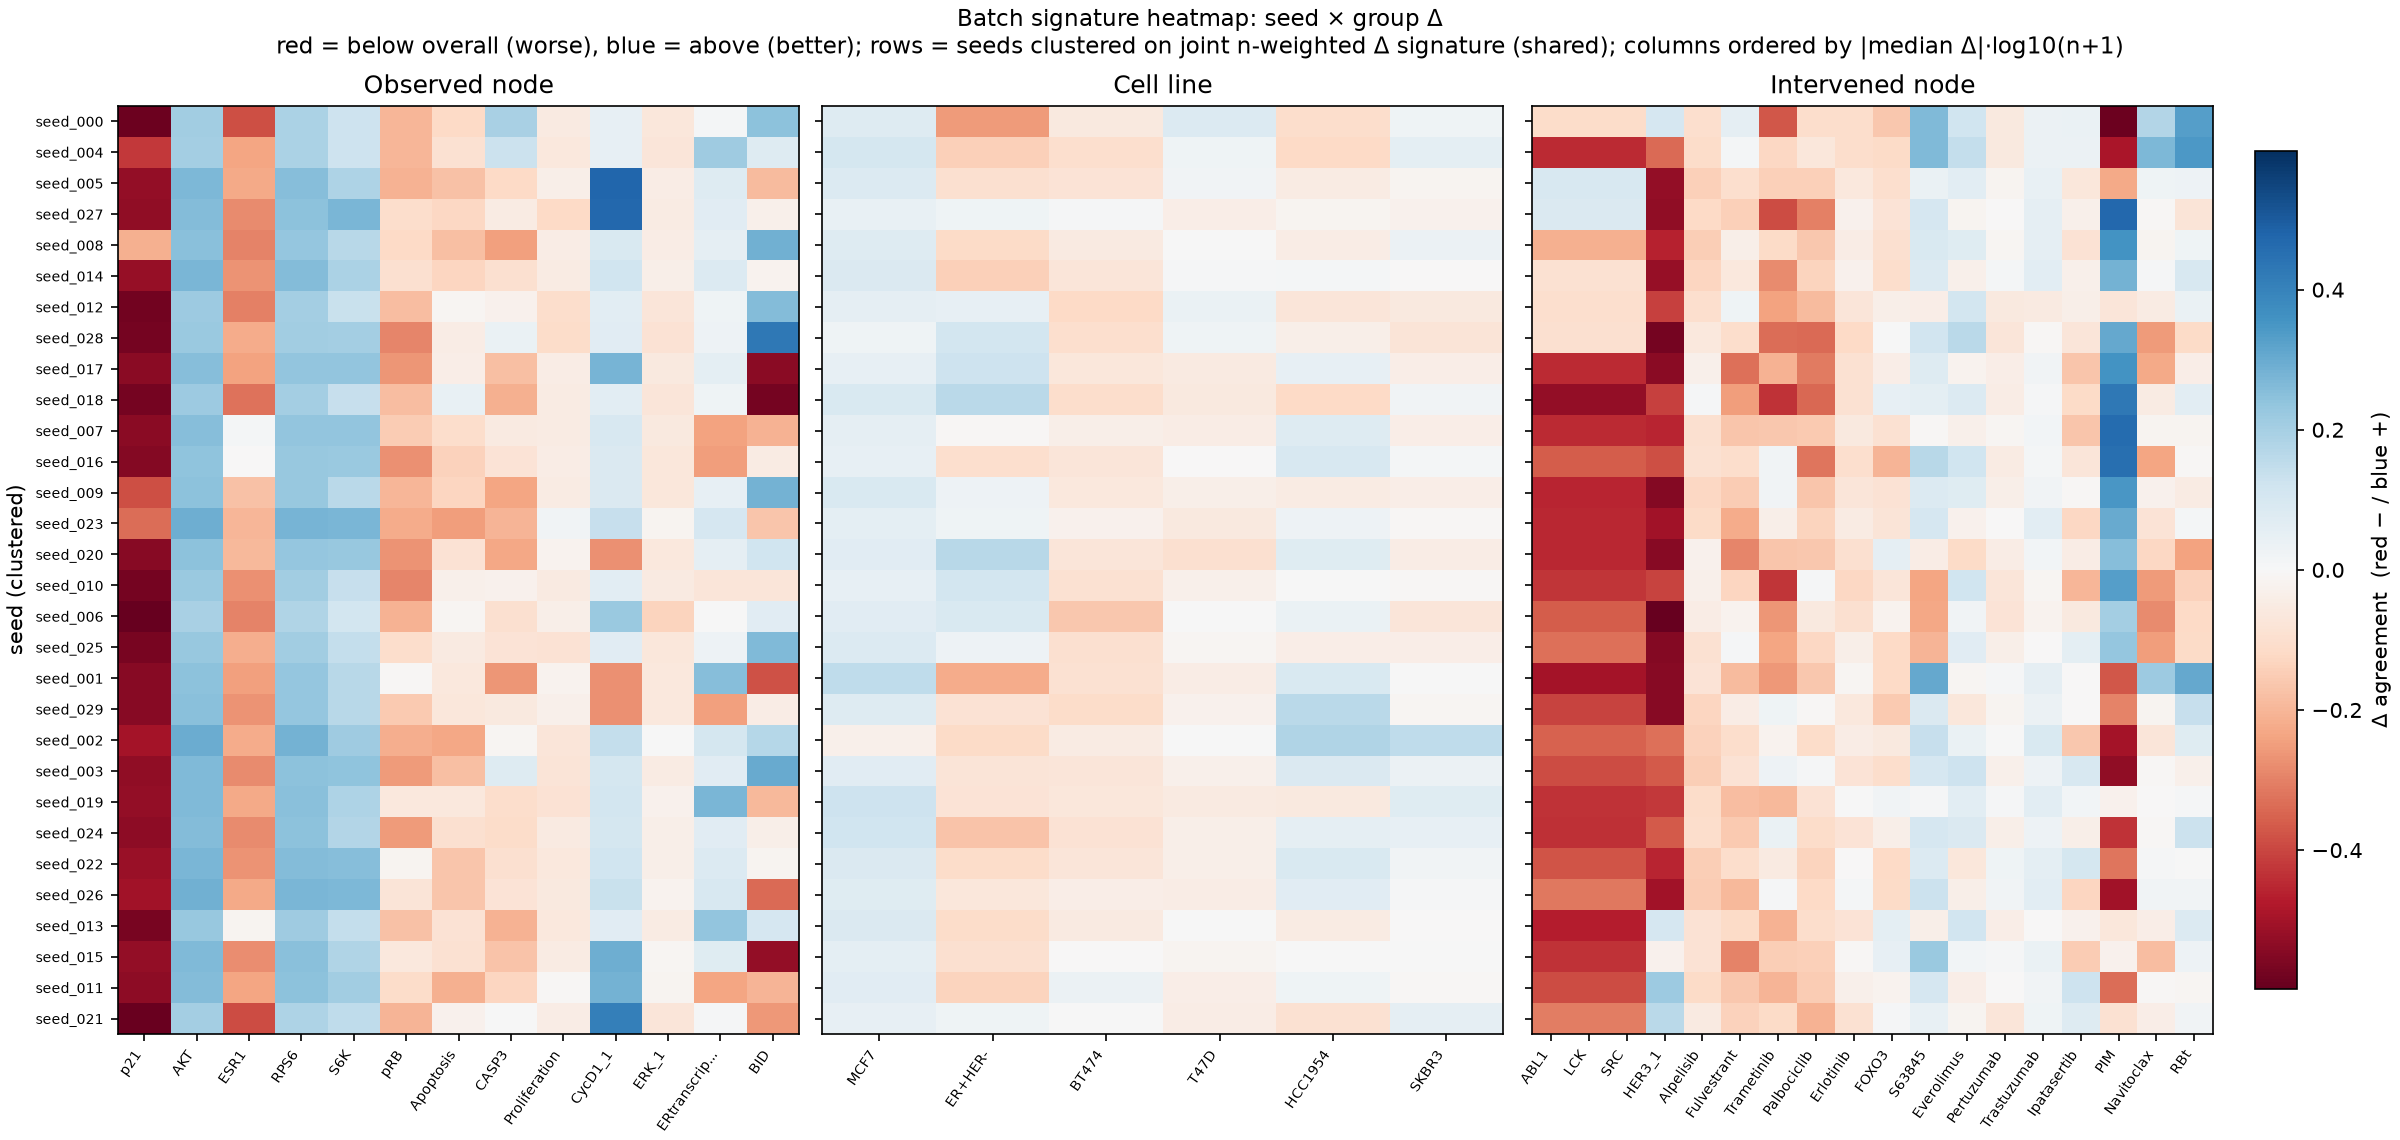 Batch signature heatmap: seed × group Δ
red = below overall (worse), blue = above (better); rows = seeds clustered on joint n-weighted Δ signature (shared); columns ordered by |median Δ|·log10(n+1)
Observed node
Cell line
Intervened node
seed (clustered)
seed_000
seed_004
seed_005
seed_027
seed_008
seed_014
seed_012
seed_028
seed_017
seed_018
seed_007
seed_016
seed_009
seed_023
seed_020
seed_010
seed_006
seed_025
seed_001
seed_029
seed_002
seed_003
seed_019
seed_024
seed_022
seed_026
seed_013
seed_015
seed_011
seed_021
p21
AKT
ESR1
RPS6
S6K
pRB
Apoptosis
CASP3
Proliferation
CycD1_1
ERK_1
ERtranscrip...
BID
MCF7
ER+HER-
BT474
T47D
HCC1954
SKBR3
ABL1
LCK
SRC
HER3_1
Alpelisib
Fulvestrant
Trametinib
Palbociclib
Erlotinib
FOXO3
S63845
Everolimus
Pertuzumab
Trastuzumab
Ipatasertib
PIM
Navitoclax
RBt
0.4
0.2
0.0
−0.2
−0.4
Δ agreement (red − / blue +)